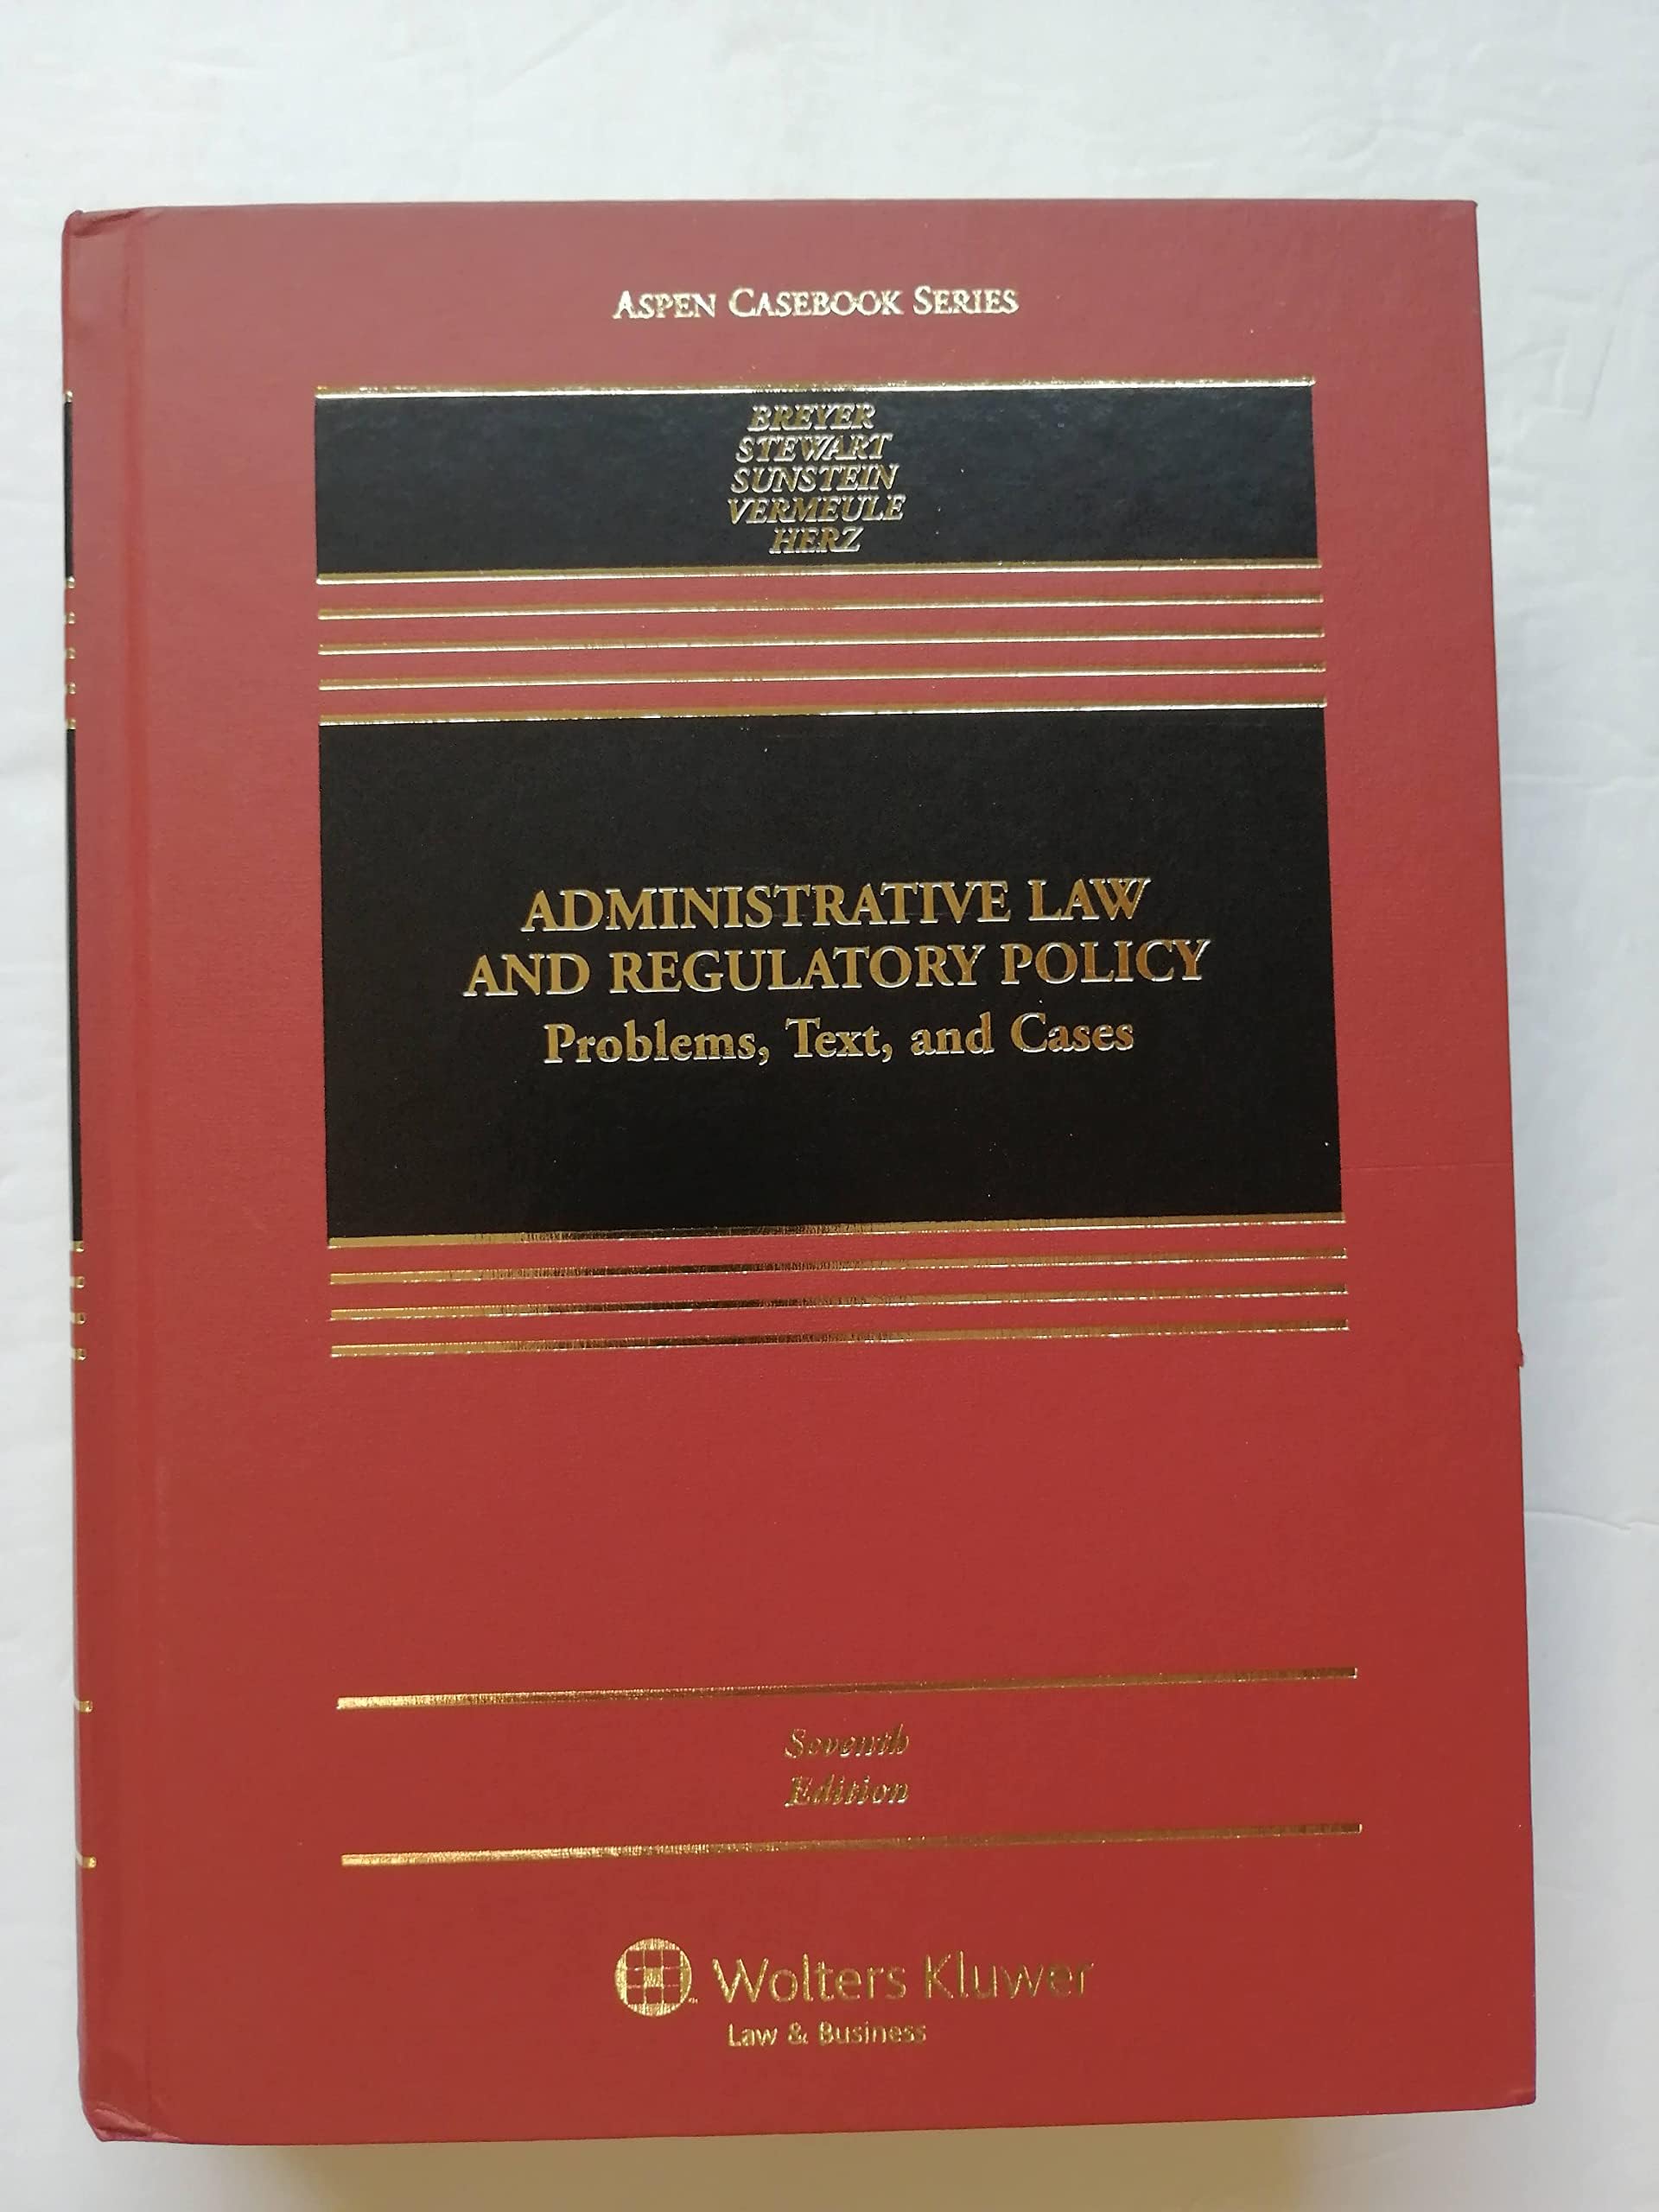 ASPEN CASEBOOK SERIES
BREYER
STEWART
SUNSTEIN
VERMEULE
HERZ
ADMINISTRATIVE LAW
AND REGULATORY POLICY
Problems, Text, and Cases
Seventh
Edition
Wolters Kluwer
Law & Business